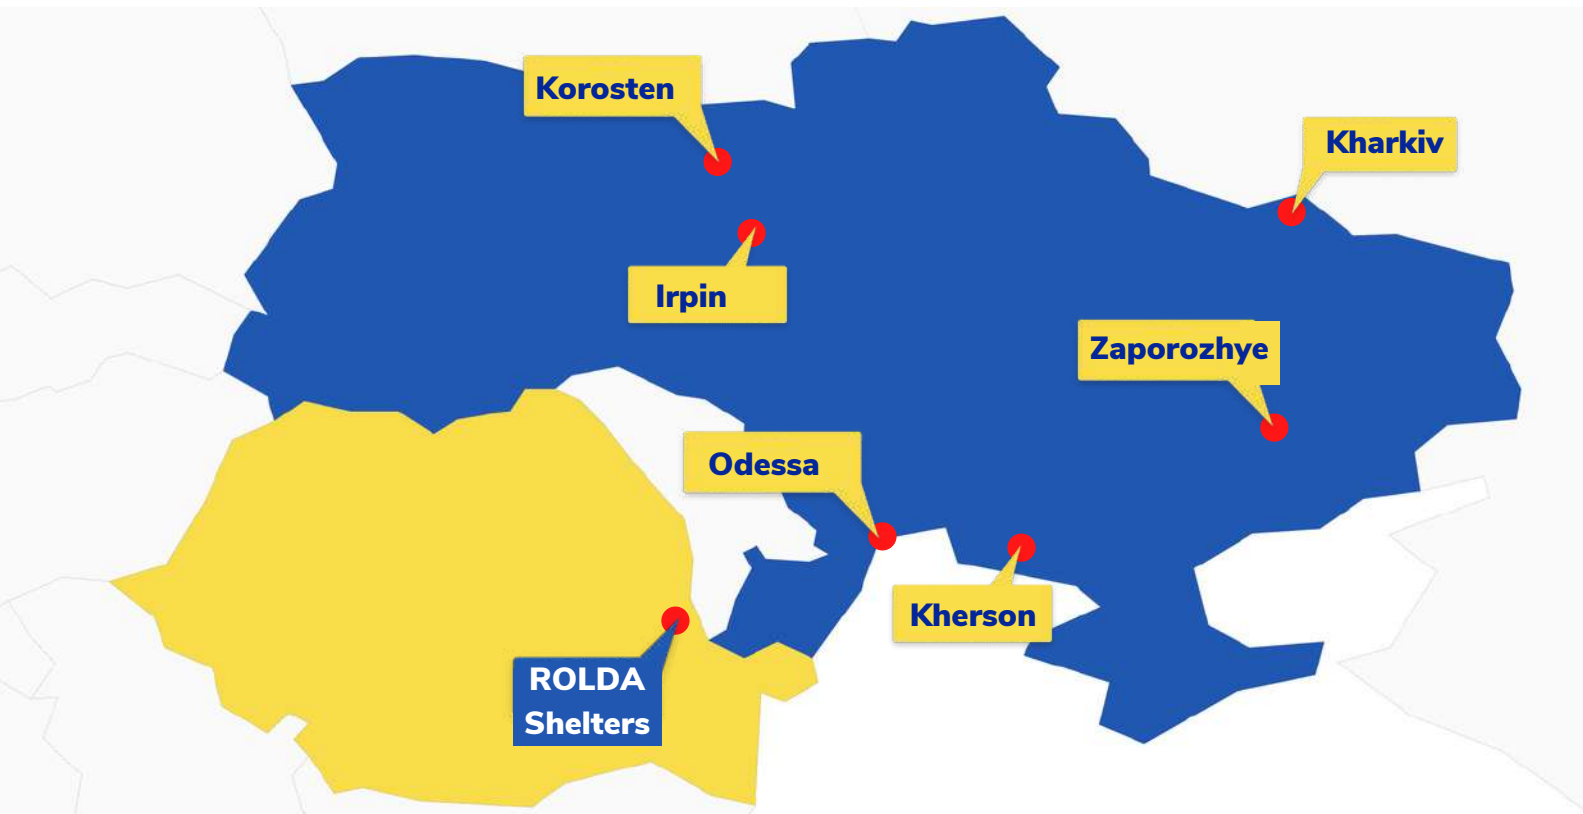 Korosten
Kharkiv
Irpin
Zaporozhye
Odessa
Kherson
ROLDA
Shelters